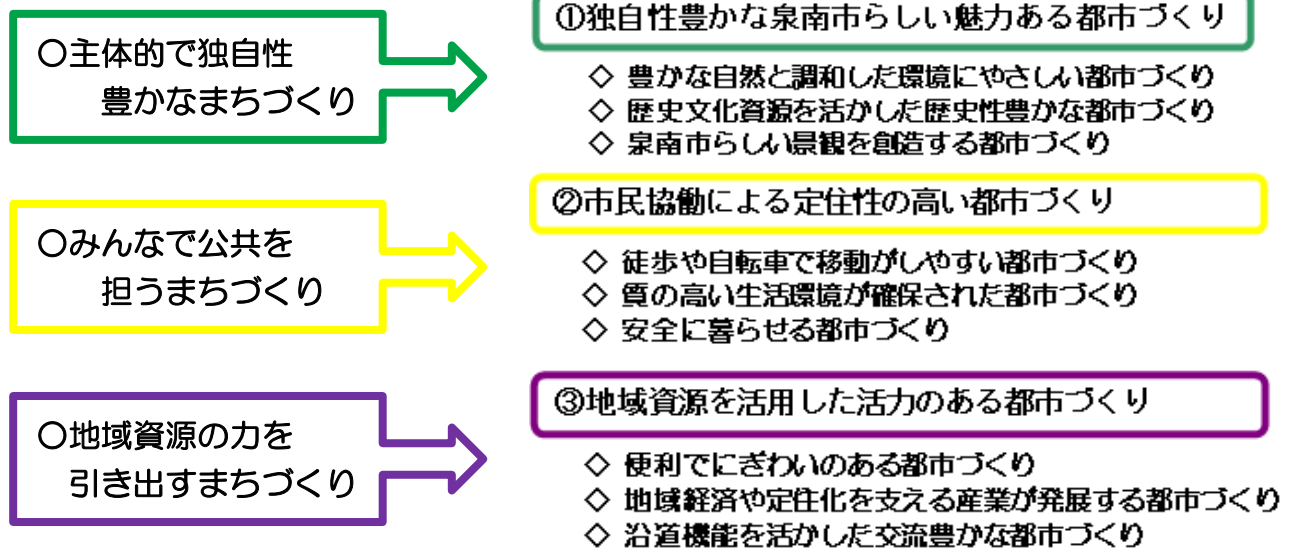 〇主体的で独自性
豊かなまちづくり
①独自性豊かな泉南市らしい魅力ある都市づくり
◇ 豊かな自然と調和した環境にやさしい都市づくり
◇ 歴史文化資源を活かした歴史性豊かな都市づくり
◇ 泉南市らしい景観を創造する都市づくり
〇みんなで公共を
担うまちづくり
②市民協働による定住性の高い都市づくり
◇ 徒歩や自転車で移動がしやすい都市づくり
◇ 質の高い生活環境が確保された都市づくり
◇ 安全に暮らせる都市づくり
〇地域資源の力を
引き出すまちづくり
③地域資源を活用した活力のある都市づくり
◇ 便利でにぎわいのある都市づくり
◇ 地域経済や定住化を支える産業が発展する都市づくり
◇ 沿道機能を活かした交流豊かな都市づくり